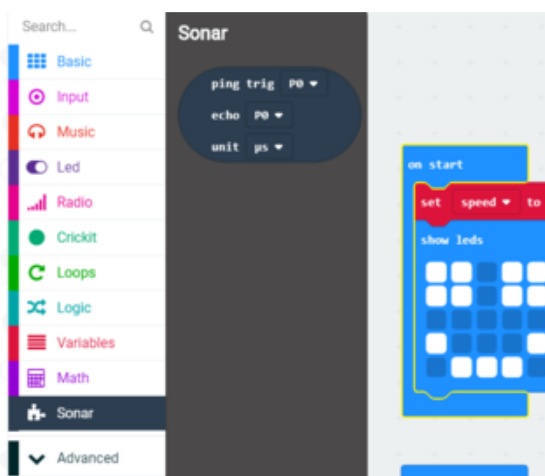 Search...
Basic
Input
Music
Led
Radio
Crickit
Loops
Logic
Variables
Math
Sonar
Advanced
Sonar
ping trig P0
echo P0
unit µs
on start
set speed to
show leds